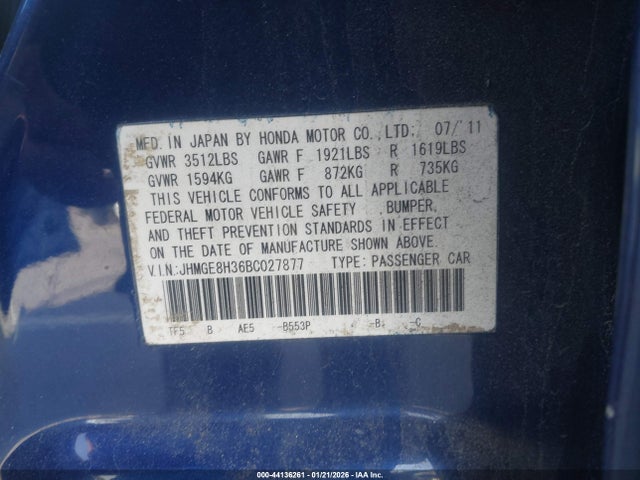 MFD. IN JAPAN BY HONDA MOTOR CO.,LTD. 07/'11
GVWR 3512LBS GAWR F 1921LBS R 1619LBS
GVWR 1594KG GAWR F 872KG R 735KG
THIS VEHICLE CONFORMS TO ALL APPLICABLE
FEDERAL MOTOR VEHICLE SAFETY ,BUMPER,
AND THEFT PREVENTION STANDARDS IN EFFECT
ON THE DATE OF MANUFACTURE SHOWN ABOVE.
V.I.N:JHMGE8H36BC027877 TYPE: PASSENGER CAR
TF5 B AE5 -B553P -B -C
000-44136261 - 01/21/2026 - IAA Inc.